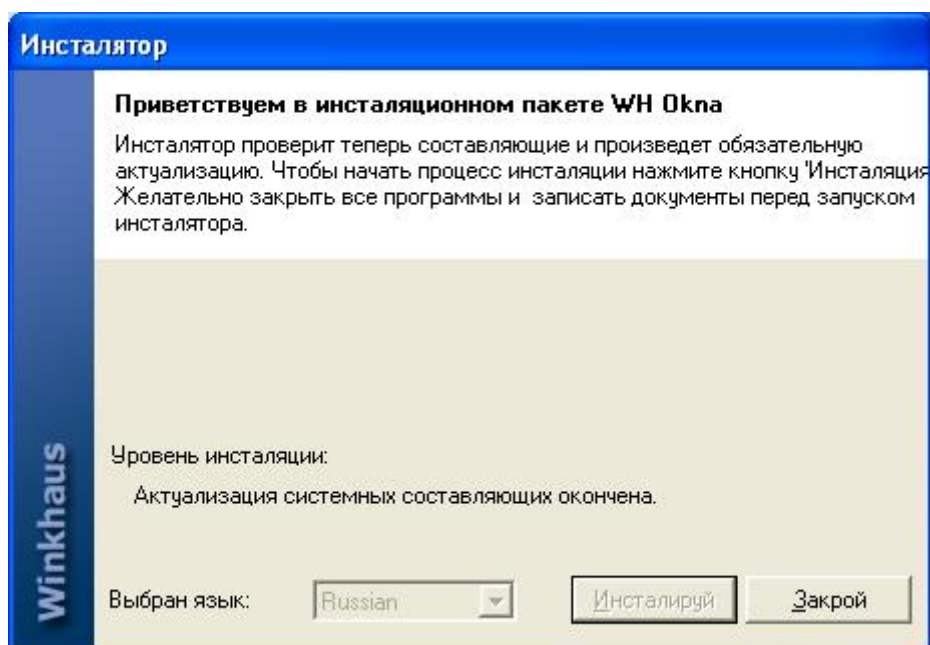 Инсталятор
Приветствуем в инсталяционном пакете WH Okna
Инсталятор проверит теперь составляющие и произведет обязательную
актуализацию. Чтобы начать процесс инсталяции нажмите кнопку 'Инсталяция
Желательно закрыть все программы и  записать документы перед запуском
инсталятора.
Уровень инсталяции:
Актуализация системных составляющих окончена.
Winkhaus
Выбран язык: Russian Инсталируй Закрой